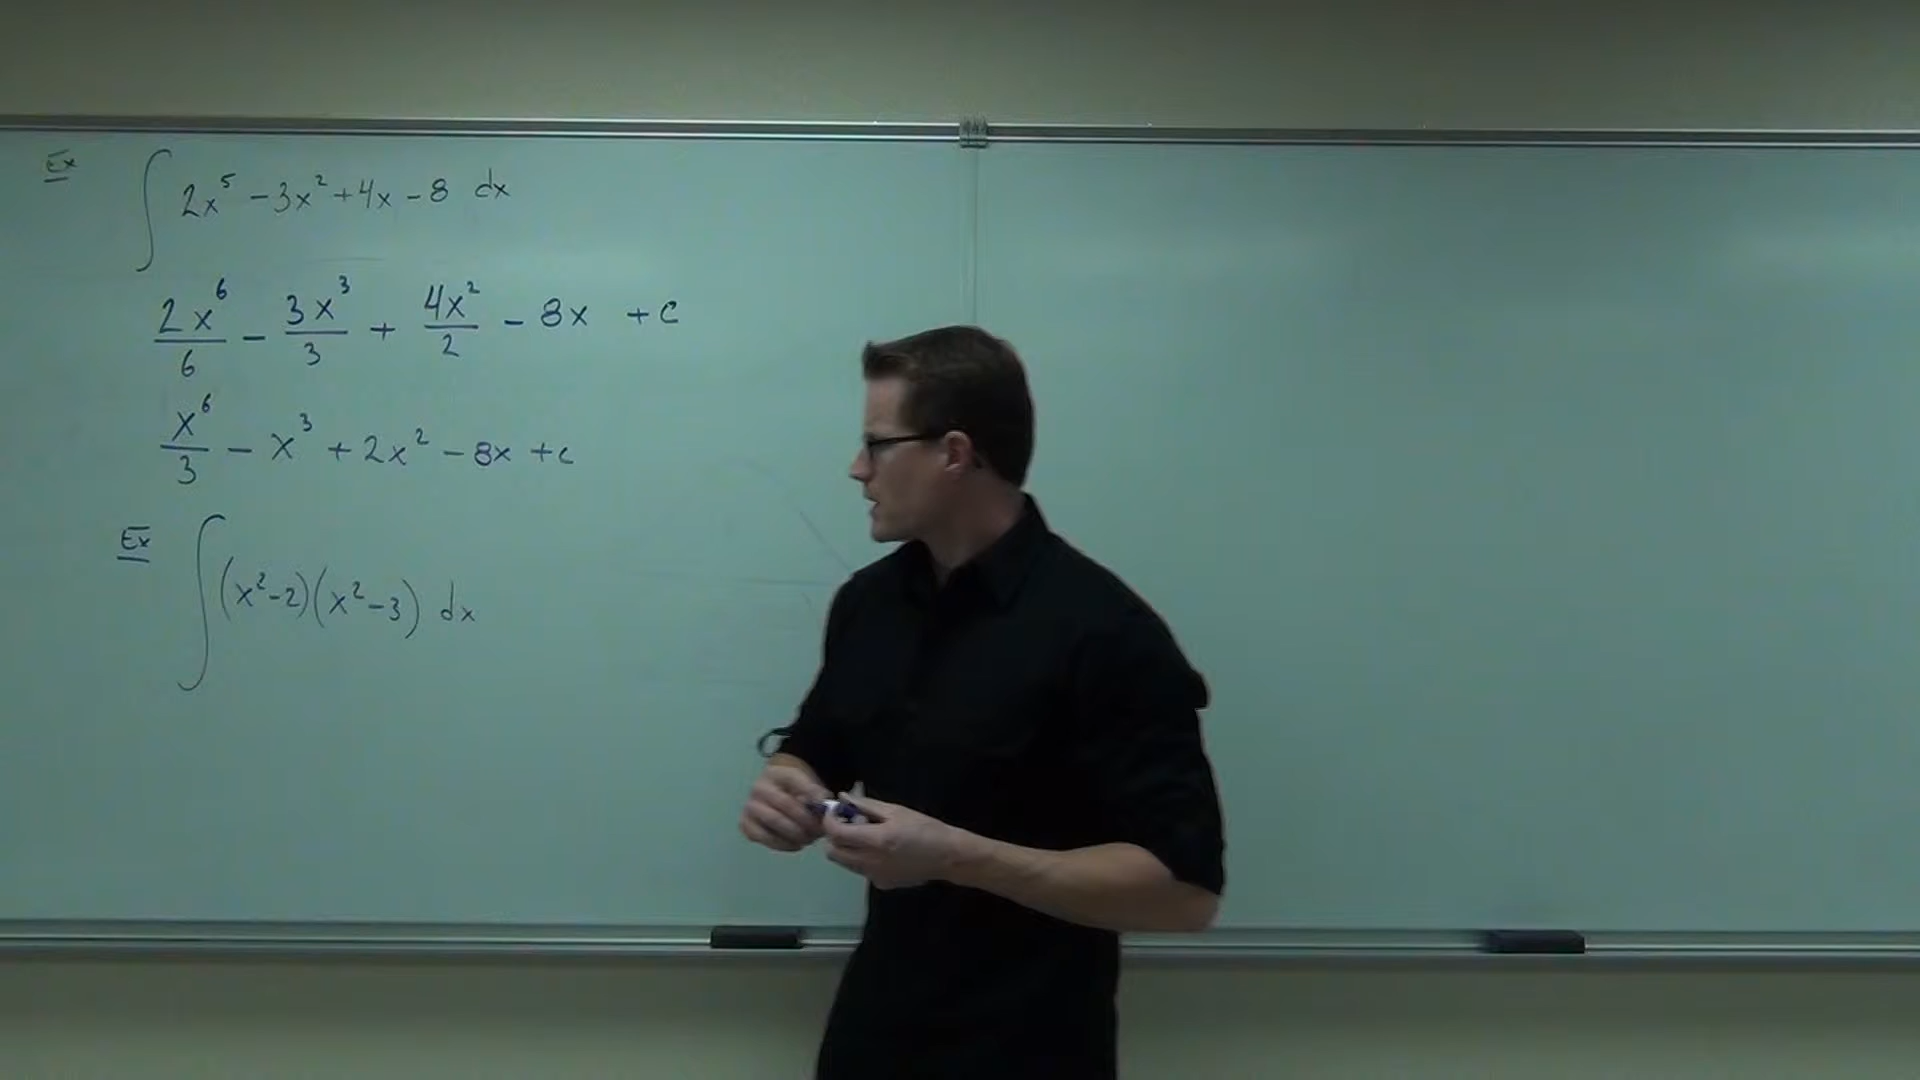 Ex ∫ 2x⁵ - 3x² + 4x - 8 dx
2x⁶/6 - 3x³/3 + 4x²/2 - 8x + c
x⁶/3 - x³ + 2x² - 8x + c
Ex ∫ (x² - 2)(x² - 3) dx